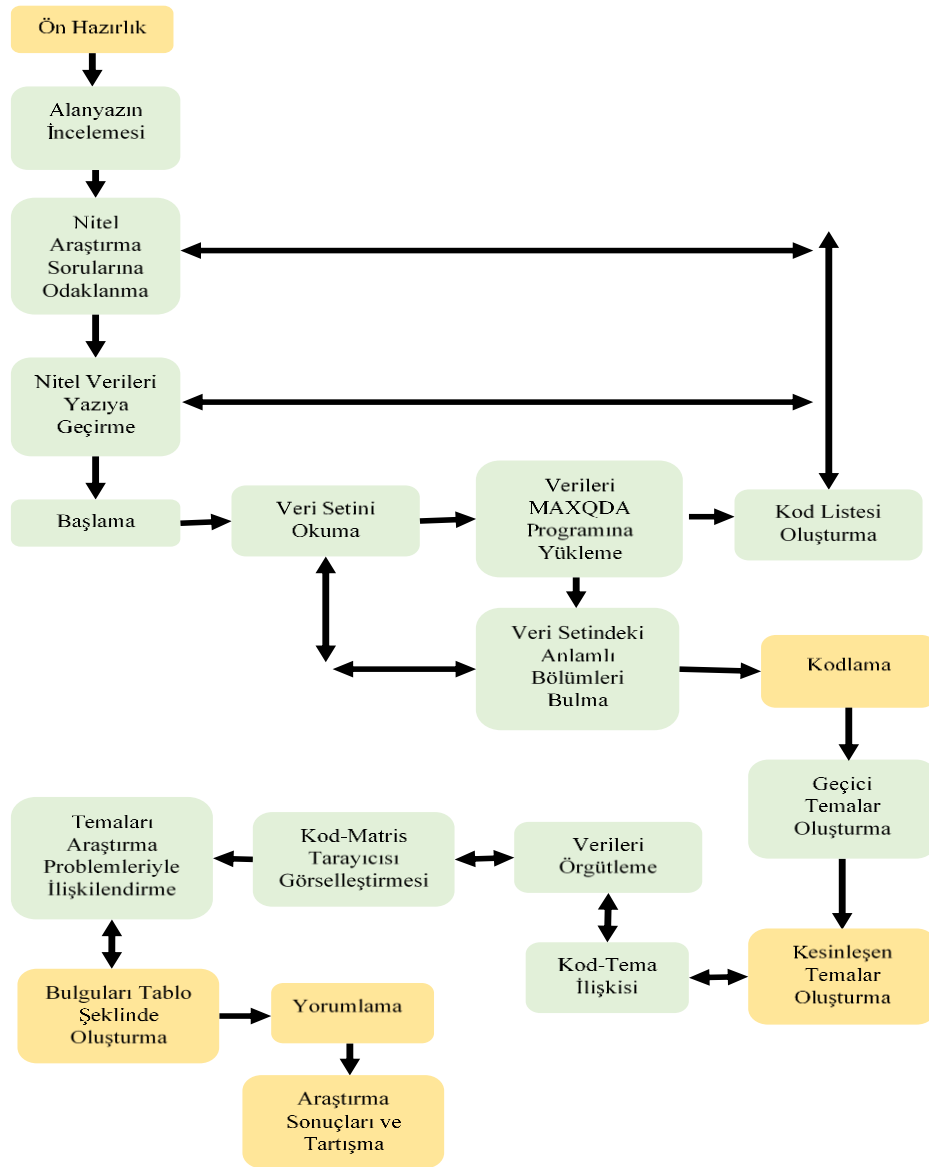 Ön Hazırlık
Alanyazın
İncelemesi
Nitel
Araştırma
Sorularına
Odaklanma
Nitel Verileri
Yazıya
Geçirme
Başlama
Veri Setini
Okuma
Verileri
MAXQDA
Programına
Yükleme
Kod Listesi
Oluşturma
Veri Setindeki
Anlamlı
Bölümleri
Bulma
Kodlama
Geçici
Temalar
Oluşturma
Kesinleşen
Temalar
Oluşturma
Kod-Tema
İlişkisi
Verileri
Örgütleme
Kod-Matris
Tarayıcısı
Görselleştirmesi
Temaları
Araştırma
Problemleriyle
İlişkilendirme
Bulguları Tablo
Şeklinde
Oluşturma
Yorumlama
Araştırma
Sonuçları ve
Tartışma